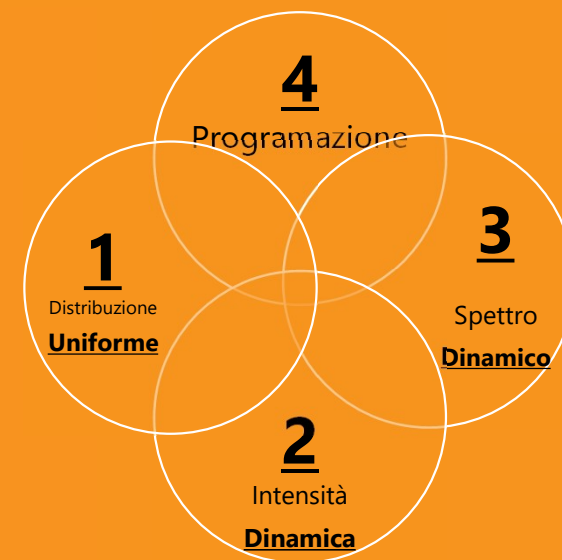 4
Programazione
1
Distribuzione
Uniforme
3
Spettro
Dinamico
2
Intensità
Dinamica